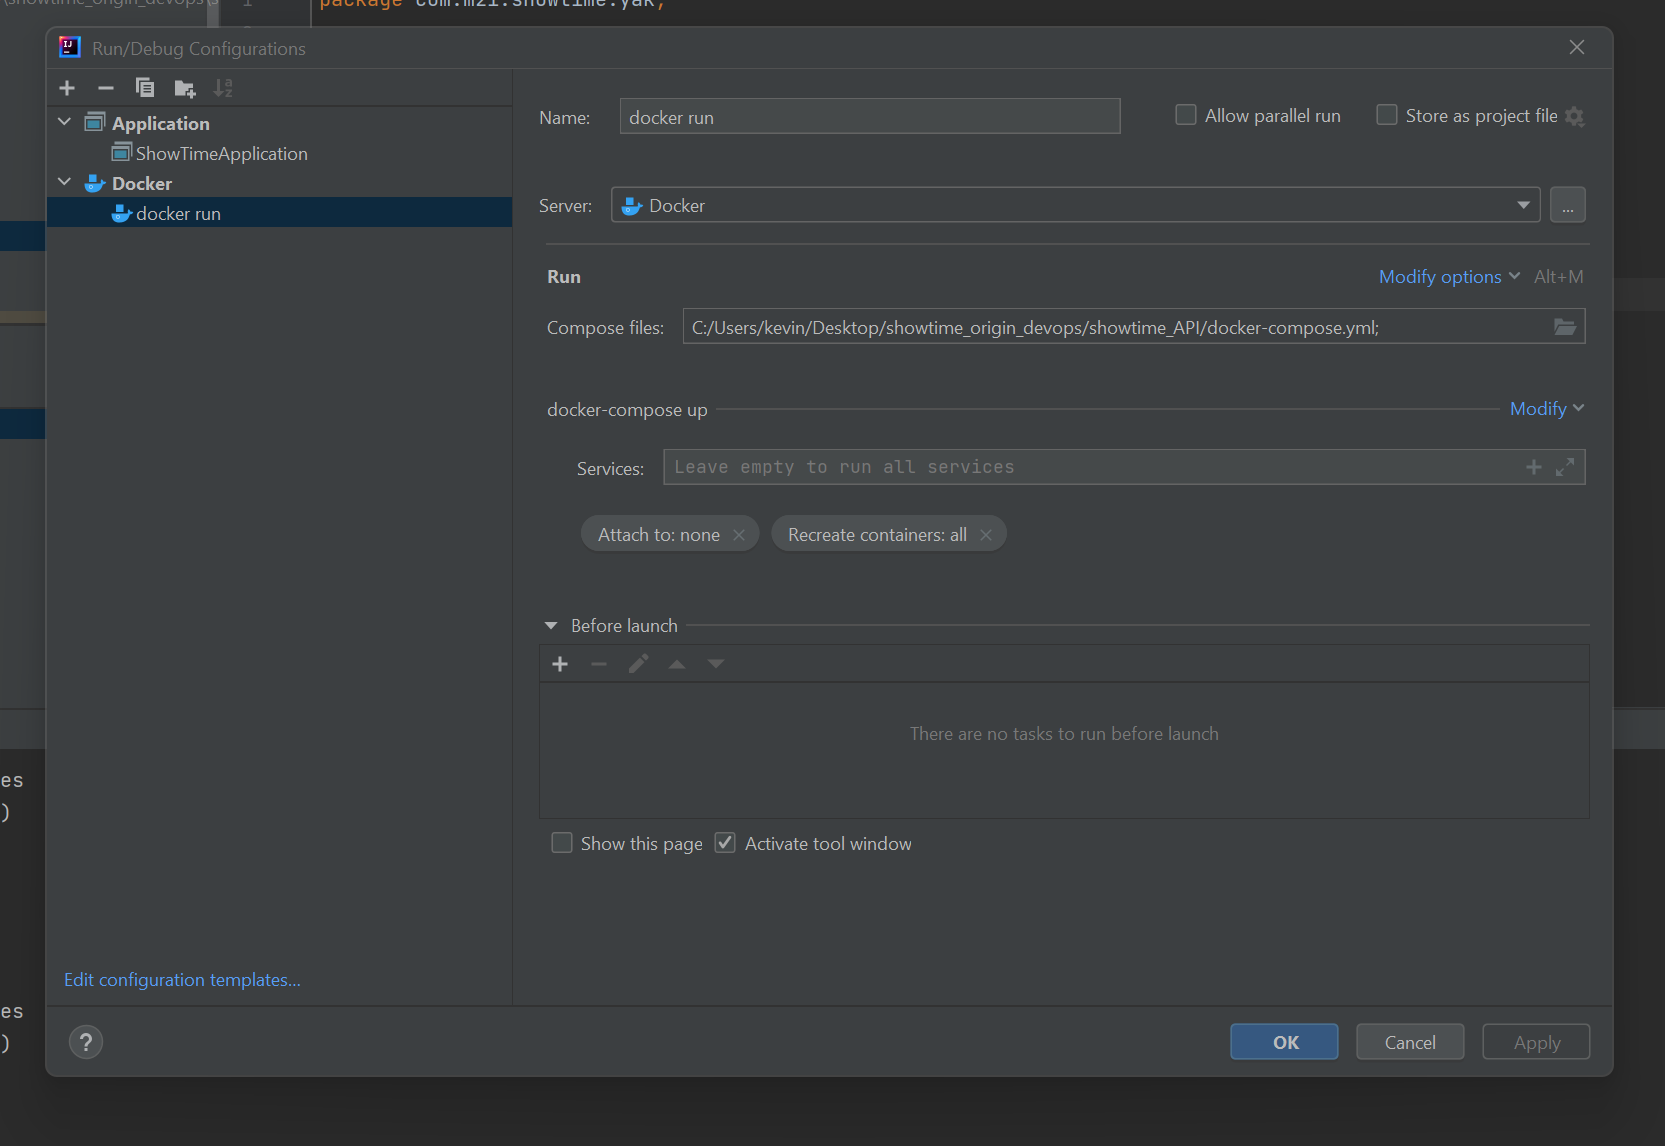 \showtime_origin_devops\s
1
package com.m2i.showtime.yak;
Run/Debug Configurations
Application
ShowTimeApplication
Docker
docker run
Edit configuration templates...
Name:
docker run
Allow parallel run
Store as project file
Server:
Docker
...
Run
Modify options
Alt+M
Compose files:
C:/Users/kevin/Desktop/showtime_origin_devops/showtime_API/docker-compose.yml;
docker-compose up
Modify
Services:
Leave empty to run all services
Attach to: none
Recreate containers: all
Before launch
There are no tasks to run before launch
Show this page
Activate tool window
es
)
es
)
?
OK
Cancel
Apply